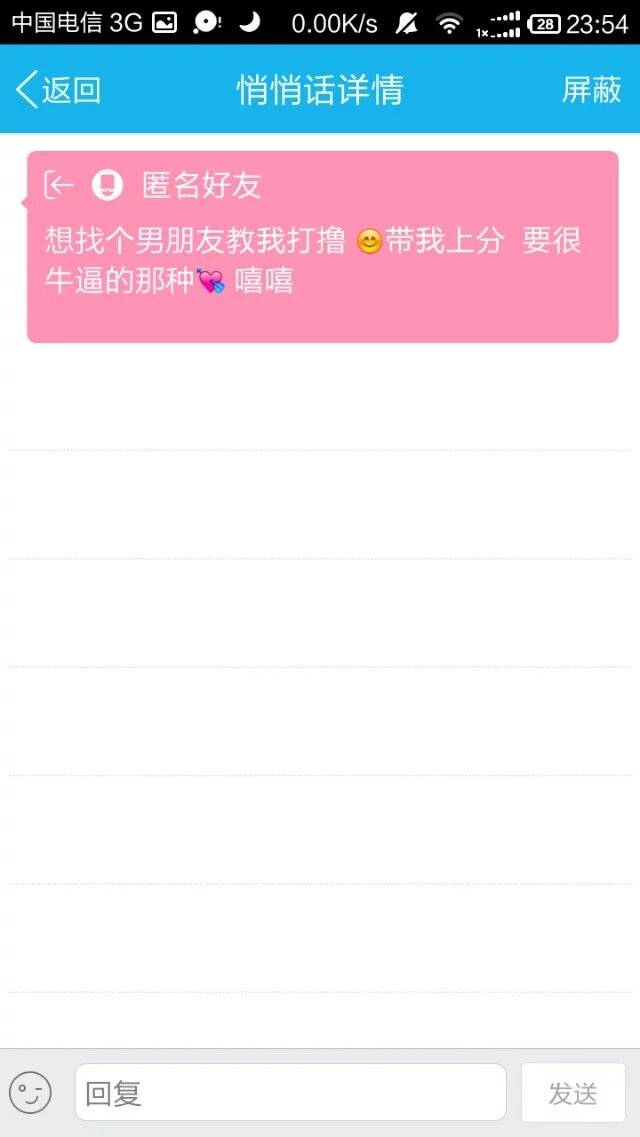 中国电信 3G 0.00K/s 1x 28 23:54
返回 悄悄话详情 屏蔽
匿名好友
想找个男朋友教我打撸 😊带我上分 要很
牛逼的那种💘 嘻嘻
回复 发送